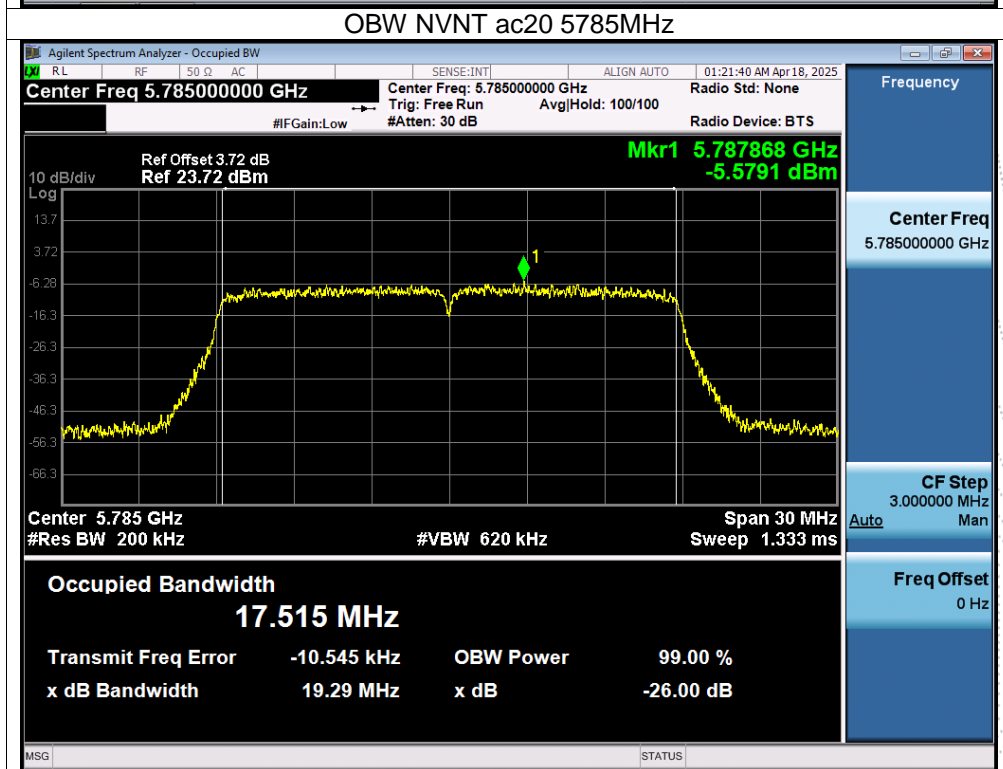 OBW NVNT ac20 5785MHz
Agilent Spectrum Analyzer - Occupied BW
LXI RL RF 50 Ω AC SENSE:INT ALIGN AUTO 01:21:40 AM Apr 18, 2025
Center Freq 5.785000000 GHz
Center Freq: 5.785000000 GHz
Radio Std: None
Trig: Free Run Avg|Hold: 100/100
#IFGain:Low #Atten: 30 dB Radio Device: BTS
Frequency
Mkr1 5.787868 GHz
-5.5791 dBm
Ref Offset 3.72 dB
10 dB/div Ref 23.72 dBm
Log
13.7
3.72
-6.28
-16.3
-26.3
-36.3
-46.3
-56.3
-66.3
1
Center 5.785 GHz Span 30 MHz
#Res BW 200 kHz #VBW 620 kHz Sweep 1.333 ms
Center Freq
5.785000000 GHz
CF Step
3.000000 MHz
Auto Man
Freq Offset
0 Hz
Occupied Bandwidth
17.515 MHz
Transmit Freq Error -10.545 kHz OBW Power 99.00 %
x dB Bandwidth 19.29 MHz x dB -26.00 dB
MSG STATUS